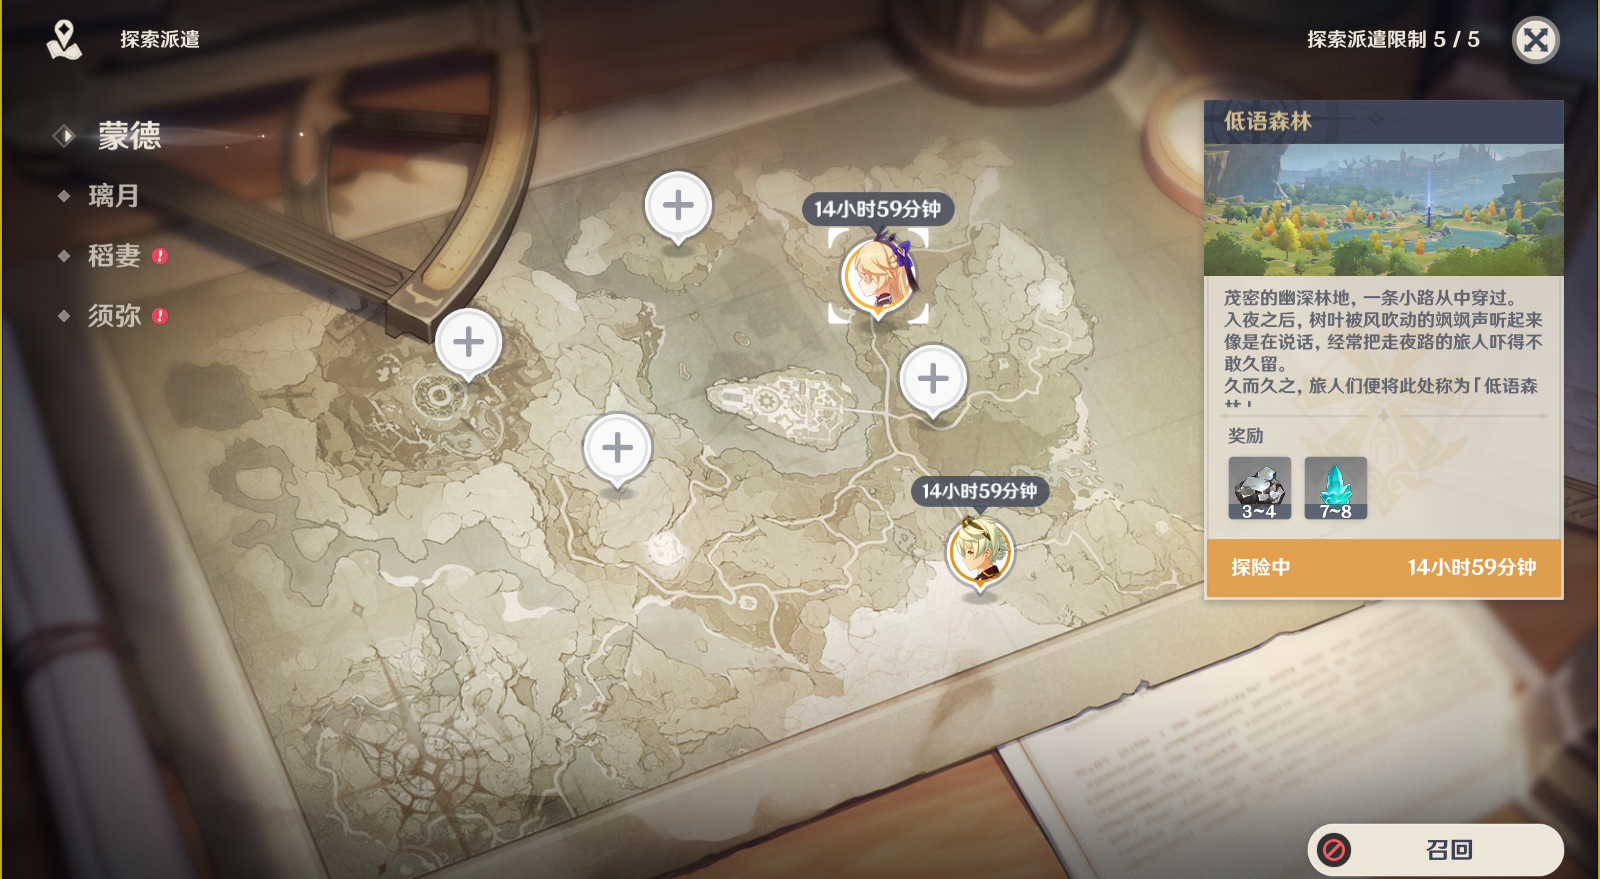 探索派遣
探索派遣限制 5 / 5
蒙德
璃月
稻妻
须弥
14小时59分钟
14小时59分钟
低语森林
茂密的幽深林地，一条小路从中穿过。
入夜之后，树叶被风吹动的飒飒声听起来
像是在说话，经常把走夜路的旅人吓得不
敢久留。
久而久之，旅人们便将此处称为「低语森
奖励
3~4
7~8
探险中
14小时59分钟
召回